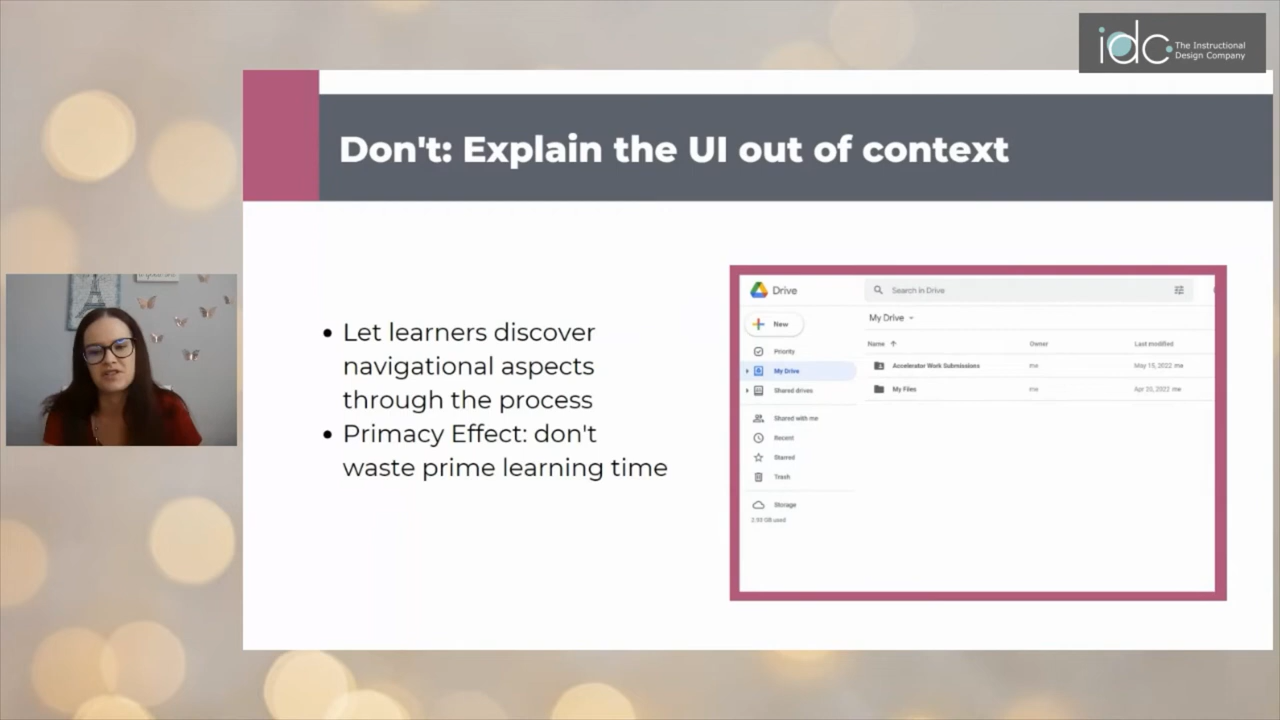 idc.
The Instructional
Design Company
Don't: Explain the UI out of context
• Let learners discover
navigational aspects
through the process
• Primacy Effect: don't
waste prime learning time
Drive
Search in Drive
New
My Drive
Name
Owner
Last modified
Priority
My Drive
Accelerator Work Submissions
me
May 15, 2022 me
Shared drives
My Files
me
Apr 20, 2022 me
Shared with me
Recent
Starred
Trash
Storage